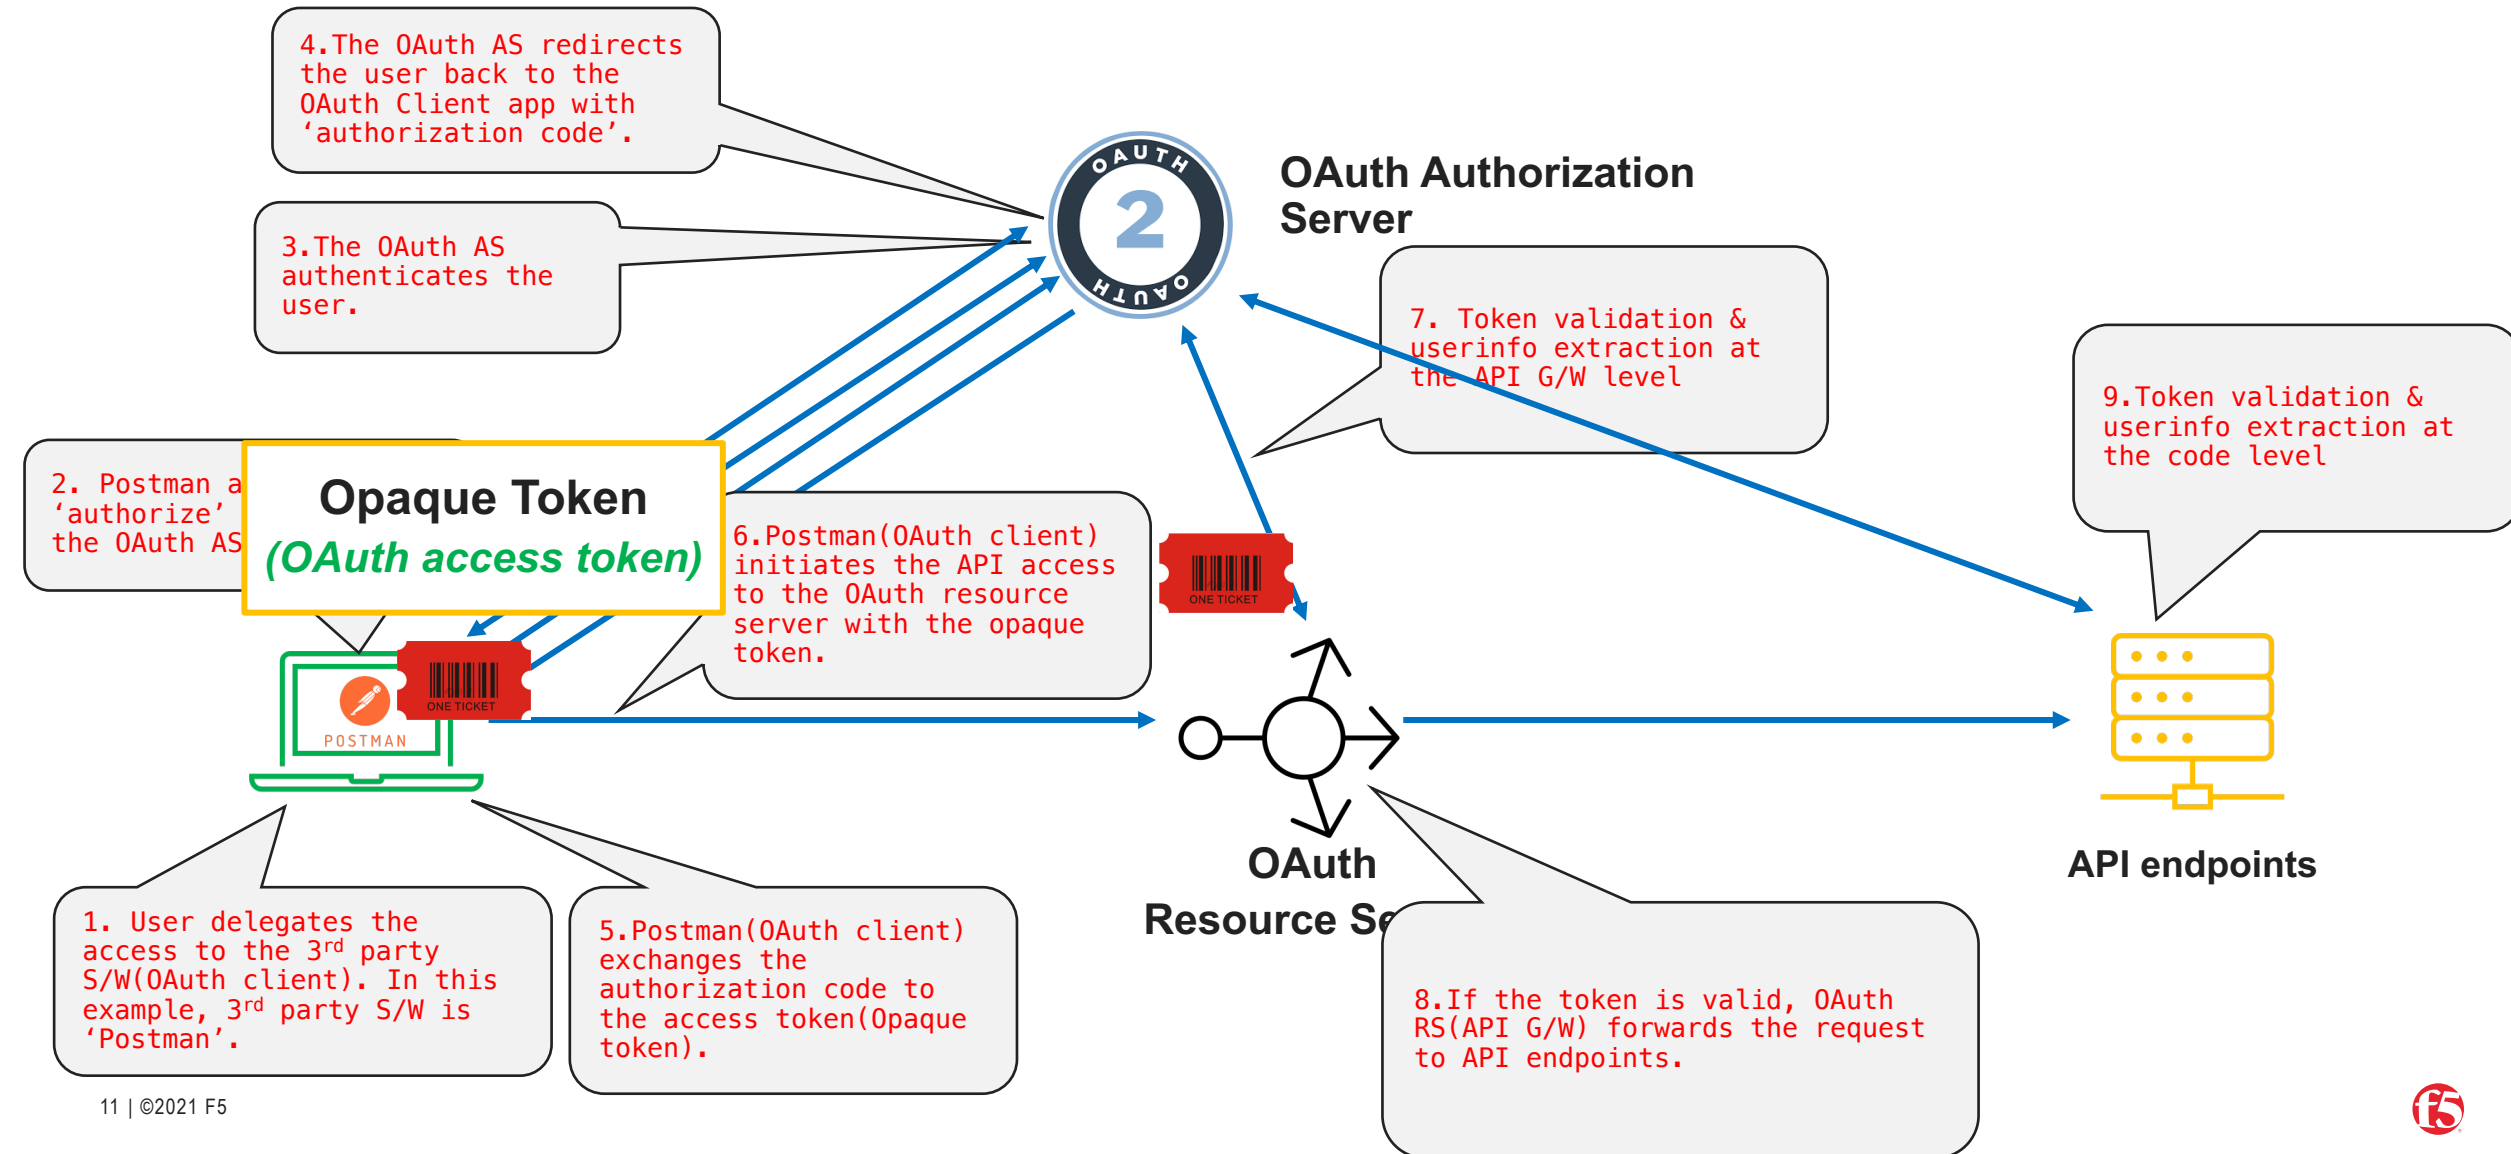 4.The OAuth AS redirects
the user back to the
OAuth Client app with
‘authorization code’.
OAUTH
2
OAUTH
OAuth Authorization
Server
3.The OAuth AS
authenticates the
user.
7. Token validation &
userinfo extraction at
the API G/W level
9.Token validation &
userinfo extraction at
the code level
2. Postman a
‘authorize’
the OAuth AS
Opaque Token
(OAuth access token)
6.Postman(OAuth client)
initiates the API access
to the OAuth resource
server with the opaque
token.
ONE TICKET
ONE TICKET
POSTMAN
OAuth
Resource Se
API endpoints
1. User delegates the
access to the 3rd party
S/W(OAuth client). In this
example, 3rd party S/W is
‘Postman’.
5.Postman(OAuth client)
exchanges the
authorization code to
the access token(Opaque
token).
8.If the token is valid, OAuth
RS(API G/W) forwards the request
to API endpoints.
11 | ©2021 F5
f5